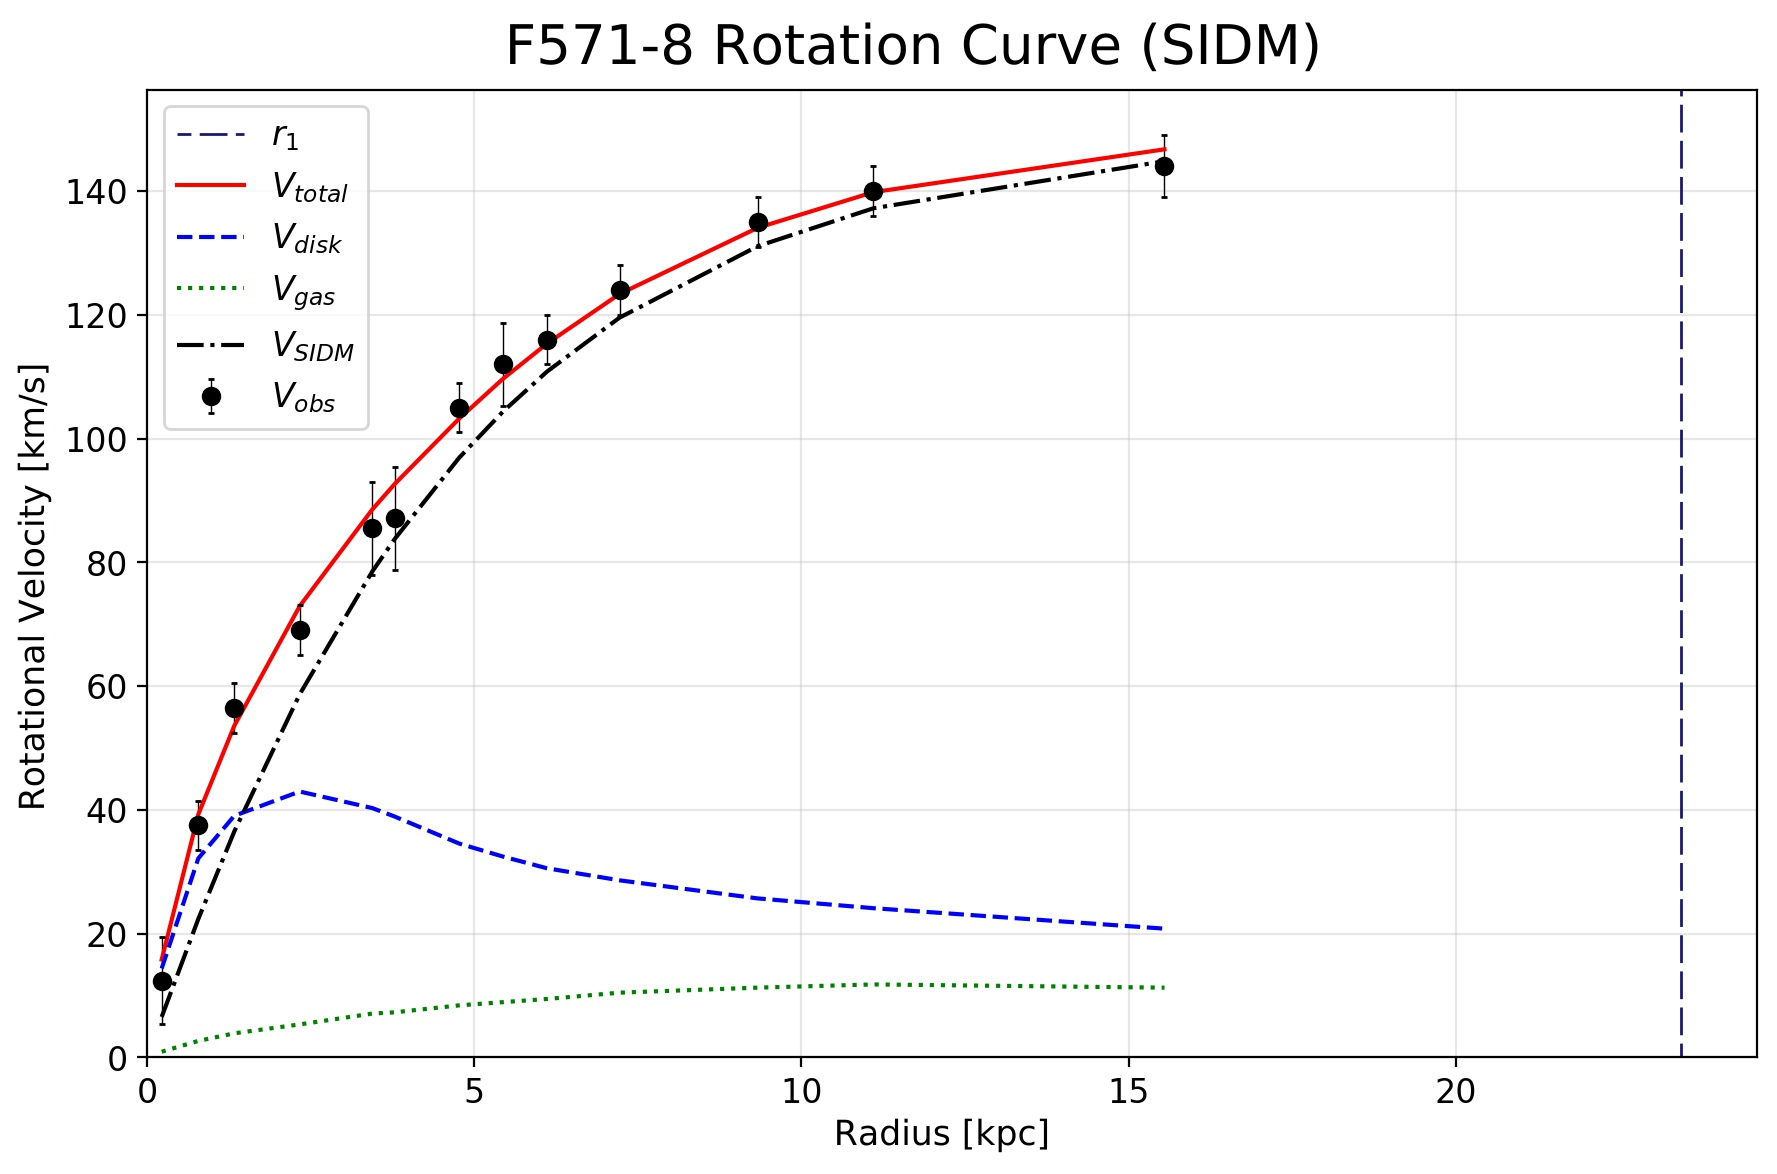 F571-8 Rotation Curve (SIDM)
r1
Vtotal
Vdisk
Vgas
VSIDM
Vobs
Rotational Velocity [km/s]
140
120
100
80
60
40
20
0
0 5 10 15 20
Radius [kpc]